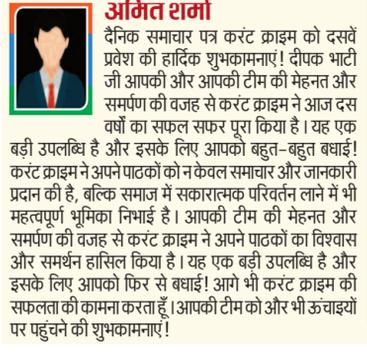 अमित शर्मा
दैनिक समाचार पत्र करंट क्राइम को दसवें
प्रवेश की हार्दिक शुभकामनाएं! दीपक भाटी
जी आपकी और आपकी टीम की मेहनत और
समर्पण की वजह से करंट क्राइम ने आज दस
वर्षों का सफल सफर पूरा किया है। यह एक
बड़ी उपलब्धि है और इसके लिए आपको बहुत-बहुत बधाई!
करंट क्राइम ने अपने पाठकों को न केवल समाचार और जानकारी
प्रदान की है, बल्कि समाज में सकारात्मक परिवर्तन लाने में भी
महत्वपूर्ण भूमिका निभाई है। आपकी टीम की मेहनत और
समर्पण की वजह से करंट क्राइम ने अपने पाठकों का विश्वास
और समर्थन हासिल किया है। यह एक बड़ी उपलब्धि है और
इसके लिए आपको फिर से बधाई! आगे भी करंट क्राइम की
सफलता की कामना करता हूँ।आपकी टीम को और भी ऊंचाइयों
पर पहुंचने की शुभकामनाएं!